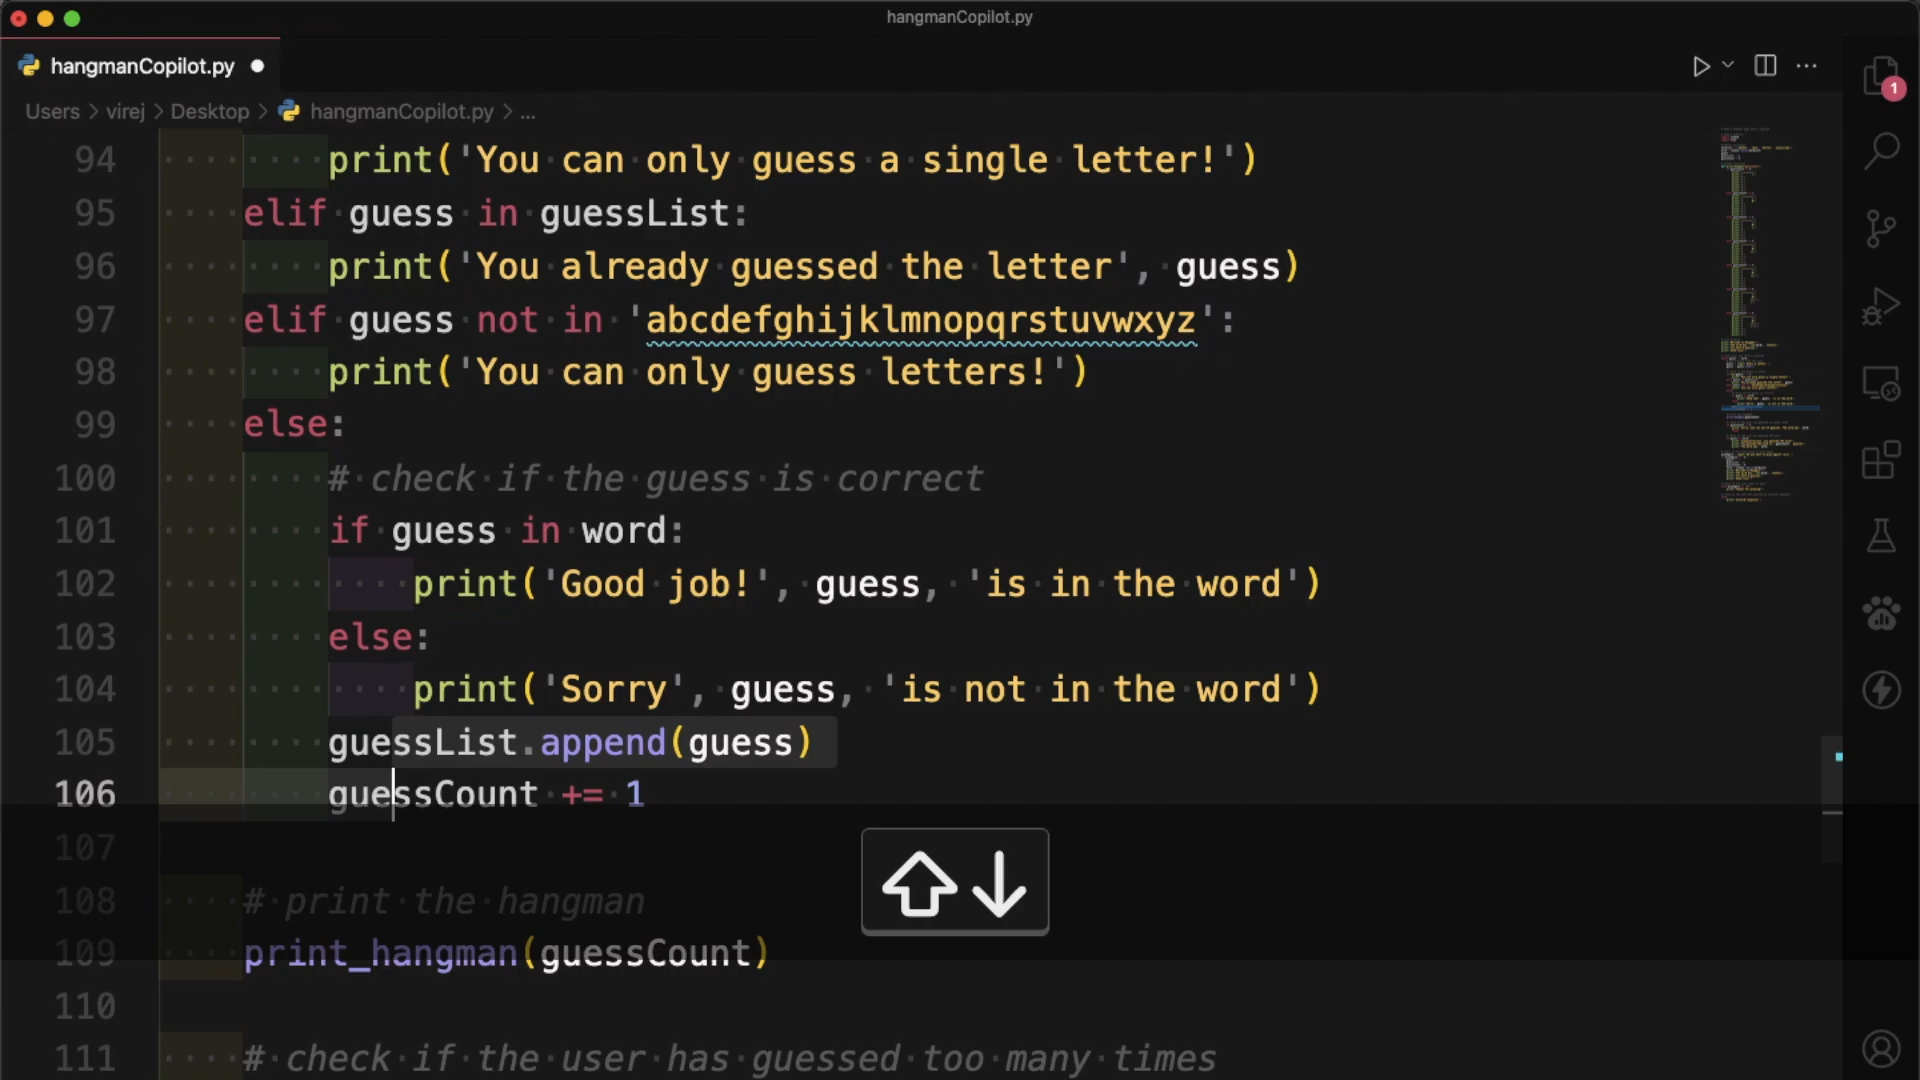 hangmanCopilot.py
hangmanCopilot.py
Users > virej > Desktop > hangmanCopilot.py > ...
1
94 print('You can only guess a single letter!')
95 elif guess in guessList:
96 print('You already guessed the letter', guess)
97 elif guess not in 'abcdefghijklmnopqrstuvwxyz':
98 print('You can only guess letters!')
99 else:
100 # check if the guess is correct
101 if guess in word:
102 print('Good job!', guess, 'is in the word')
103 else:
104 print('Sorry', guess, 'is not in the word')
105 guessList.append(guess)
106 guessCount += 1
107
108 # print the hangman
109 print_hangman(guessCount)
110
111 # check if the user has guessed too many times